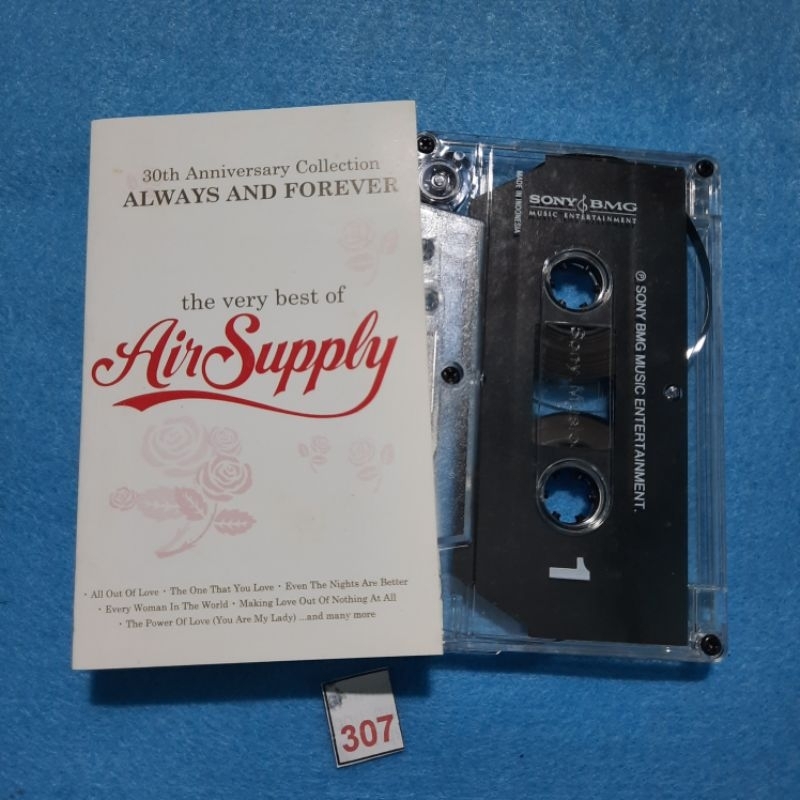 30th Anniversary Collection
ALWAYS AND FOREVER
the very best of
Air Supply
· All Out Of Love · The One That You Love · Even The Nights Are Better
· Every Woman In The World · Making Love Out Of Nothing At All
· The Power Of Love (You Are My Lady) ...and many more
MADE IN INDONESIA
SONY BMG
MUSIC ENTERTAINMENT
℗ SONY BMG MUSIC ENTERTAINMENT.
Sony Music
1
307